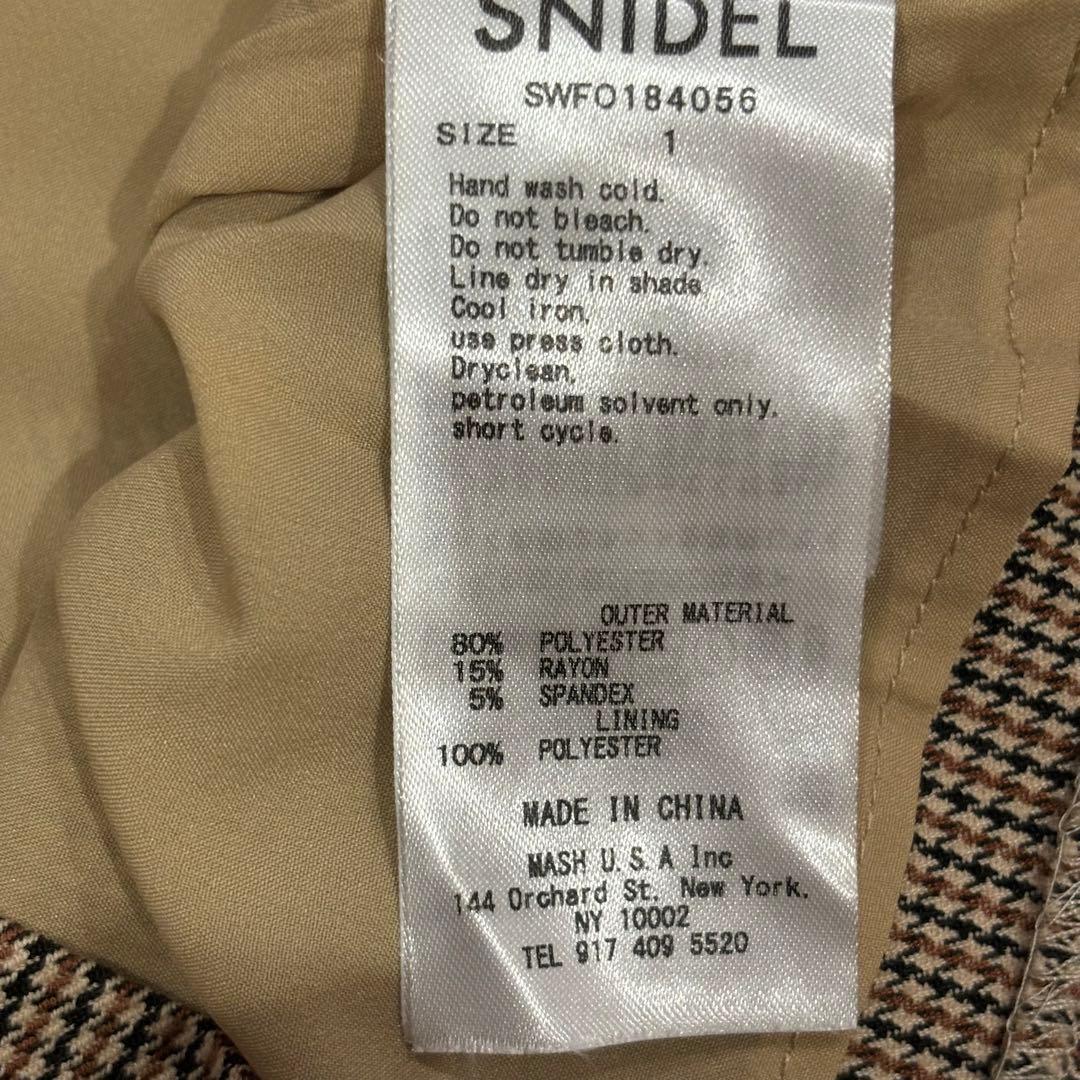 SNIDEL
SWFO184056
SIZE 1
Hand wash cold.
Do not bleach.
Do not tumble dry.
Line dry in shade
Cool iron.
use press cloth.
Dryclean.
petroleum solvent only.
short cycle.
OUTER MATERIAL
80% POLYESTER
15% RAYON
5% SPANDEX
LINING
100% POLYESTER
MADE IN CHINA
MASH U.S.A Inc
144 Orchard St. New York.
NY 10002
TEL 917 409 5520